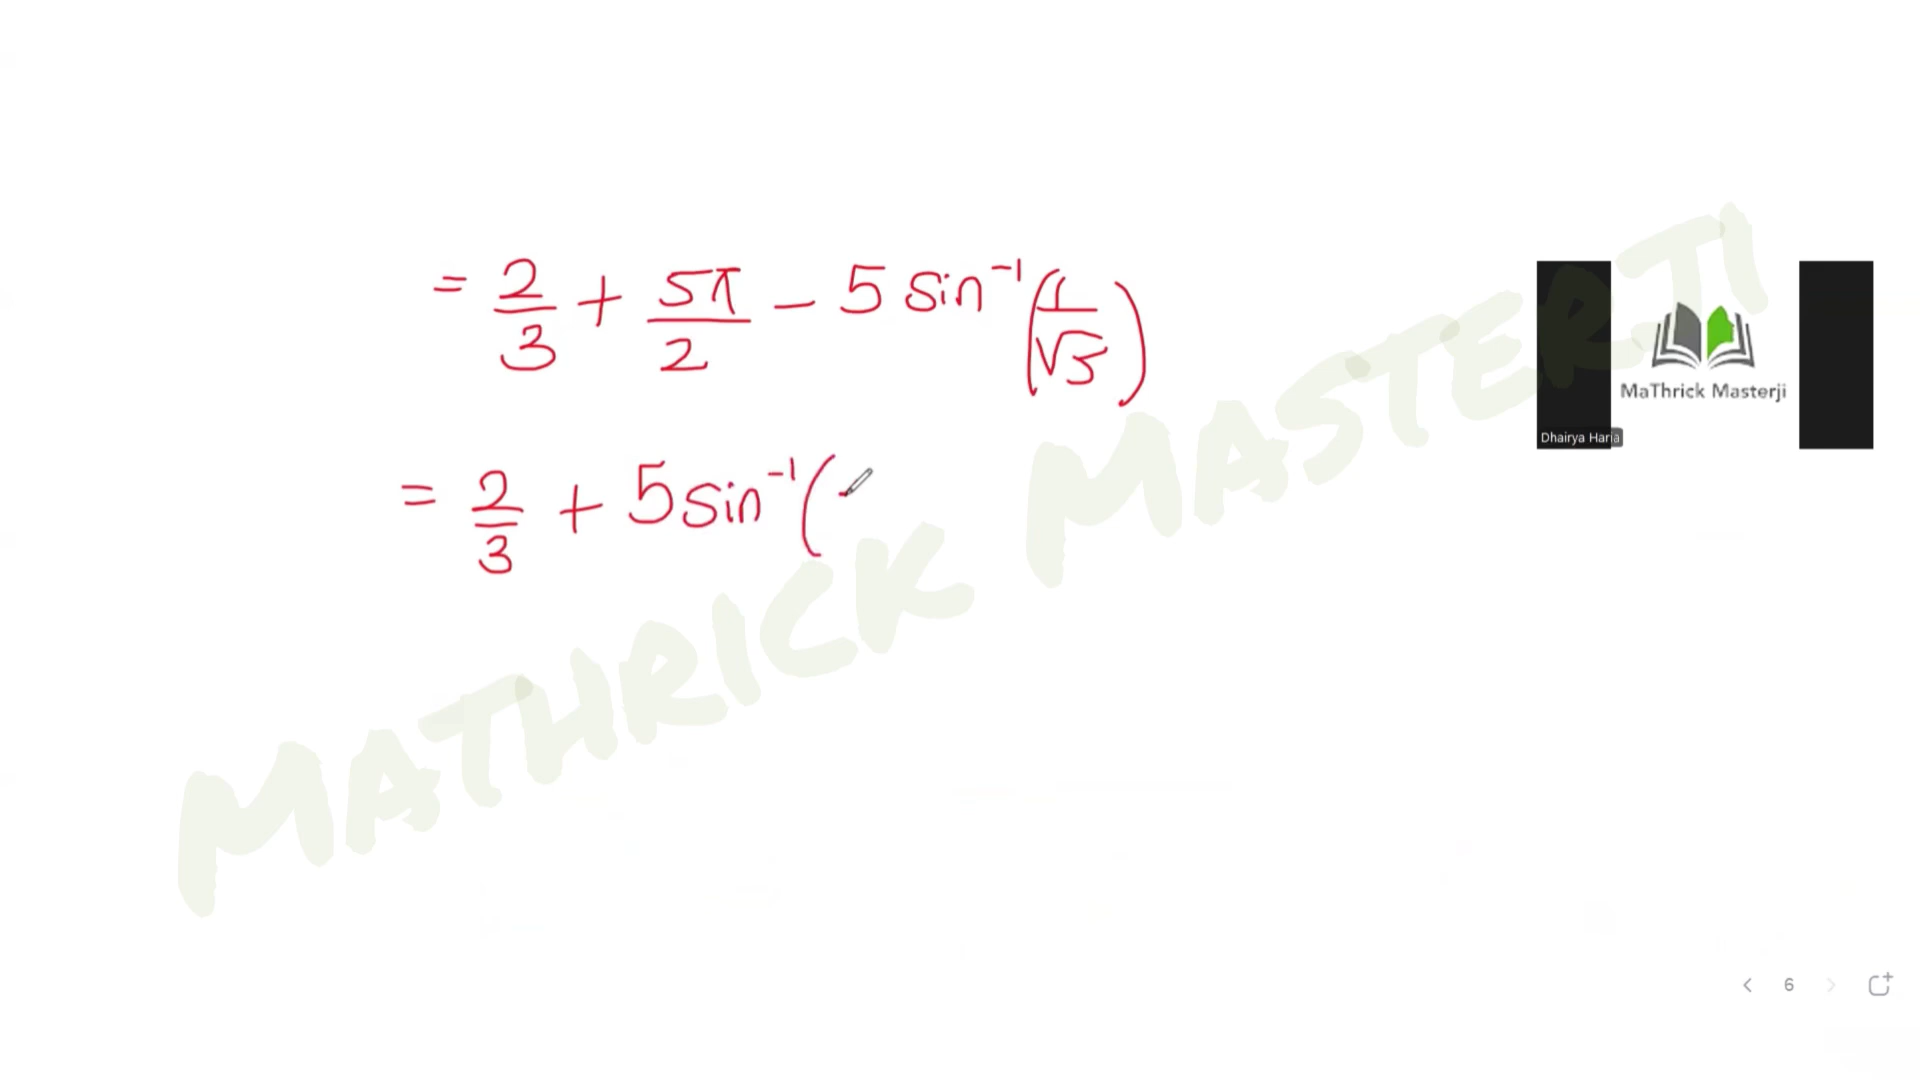 = 2/3 + 5π/2 - 5 sin⁻¹(1/√5)
MaThrick Masterji
Dhairya Haria
= 2/3 + 5 sin⁻¹(
MATHRICK MASTERJI
6